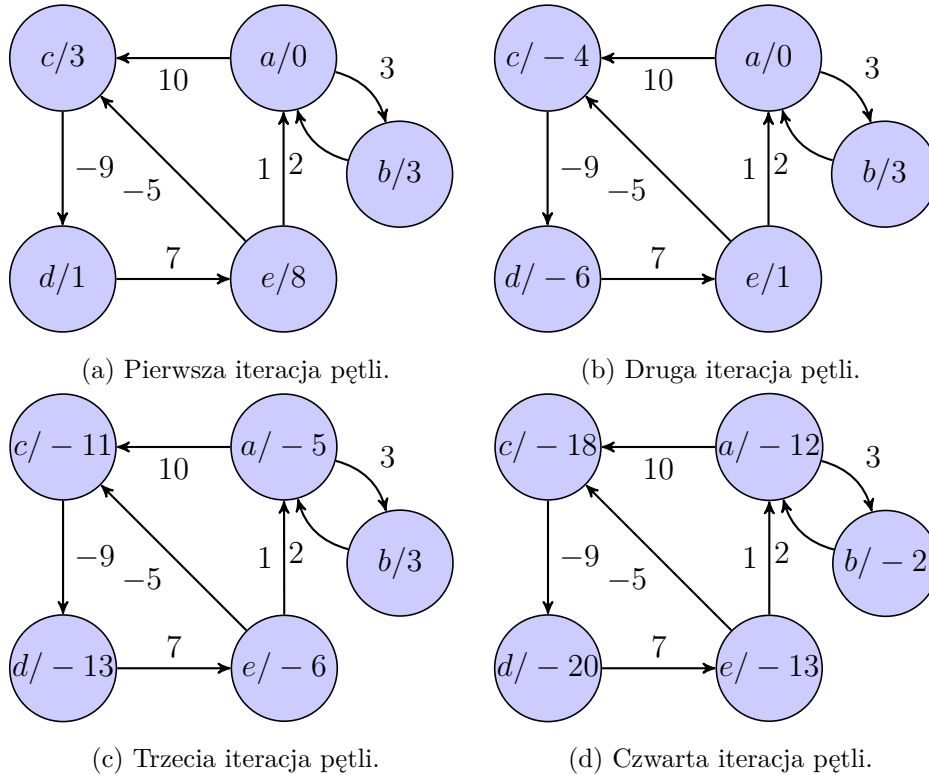 c/3
a/0
10
3
b/3
−9
−5
1
2
d/1
7
e/8
(a) Pierwsza iteracja pętli.
c/ − 4
a/0
10
3
b/3
−9
−5
1
2
d/ − 6
7
e/1
(b) Druga iteracja pętli.
c/ − 11
a/ − 5
10
3
b/3
−9
−5
1
2
d/ − 13
7
e/ − 6
(c) Trzecia iteracja pętli.
c/ − 18
a/ − 12
10
3
b/ − 2
−9
−5
1
2
d/ − 20
7
e/ − 13
(d) Czwarta iteracja pętli.